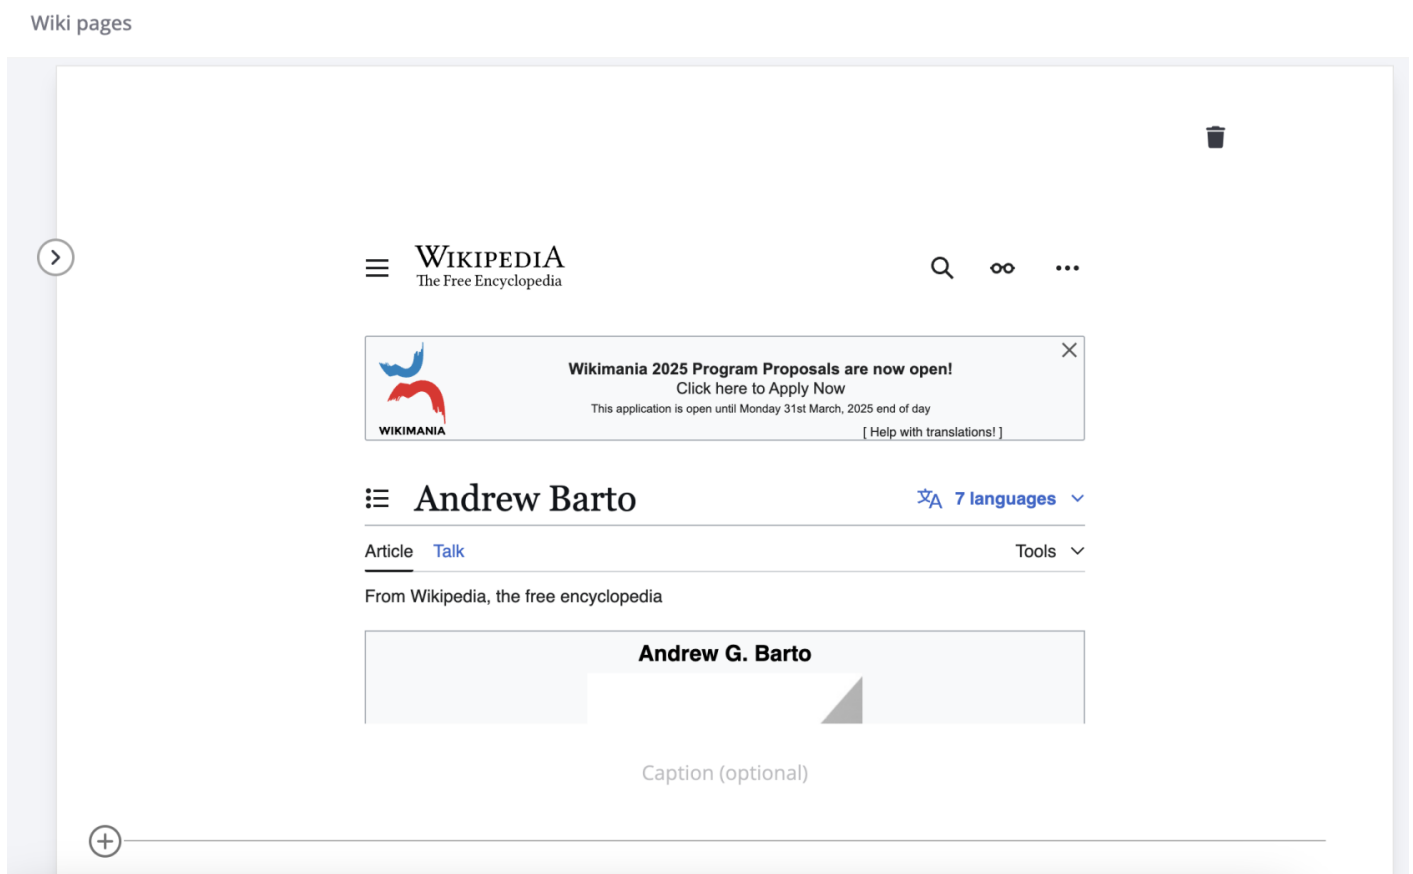 Wiki pages
WIKIPEDIA
The Free Encyclopedia
Wikimania 2025 Program Proposals are now open!
Click here to Apply Now
This application is open until Monday 31st March, 2025 end of day
WIKIMANIA
[ Help with translations! ]
Andrew Barto
文A 7 languages
Article Talk
Tools
From Wikipedia, the free encyclopedia
Andrew G. Barto
Caption (optional)